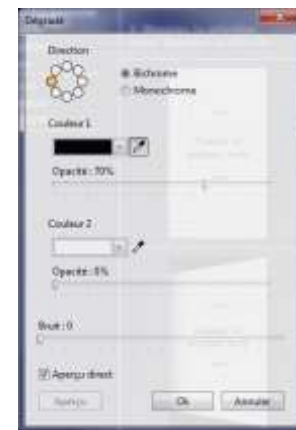 Dégradé
Direction
Bichrome
Monochrome
Couleur 1
Opacité : 70%
Couleur 2
Opacité : 0%
Bruit : 0
Aperçu direct
Aperçu
Ok
Annuler